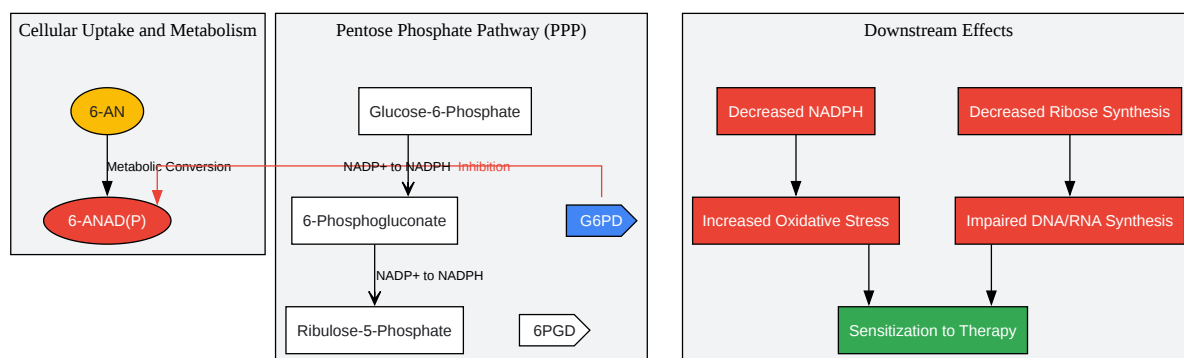 Cellular Uptake and Metabolism
Pentose Phosphate Pathway (PPP)
Downstream Effects
6-AN
Glucose-6-Phosphate
Decreased NADPH
Decreased Ribose Synthesis
Metabolic Conversion
NADP+ to NADPH
Inhibition
6-ANAD(P)
6-Phosphogluconate
G6PD
Increased Oxidative Stress
Impaired DNA/RNA Synthesis
NADP+ to NADPH
Ribulose-5-Phosphate
6PGD
Sensitization to Therapy